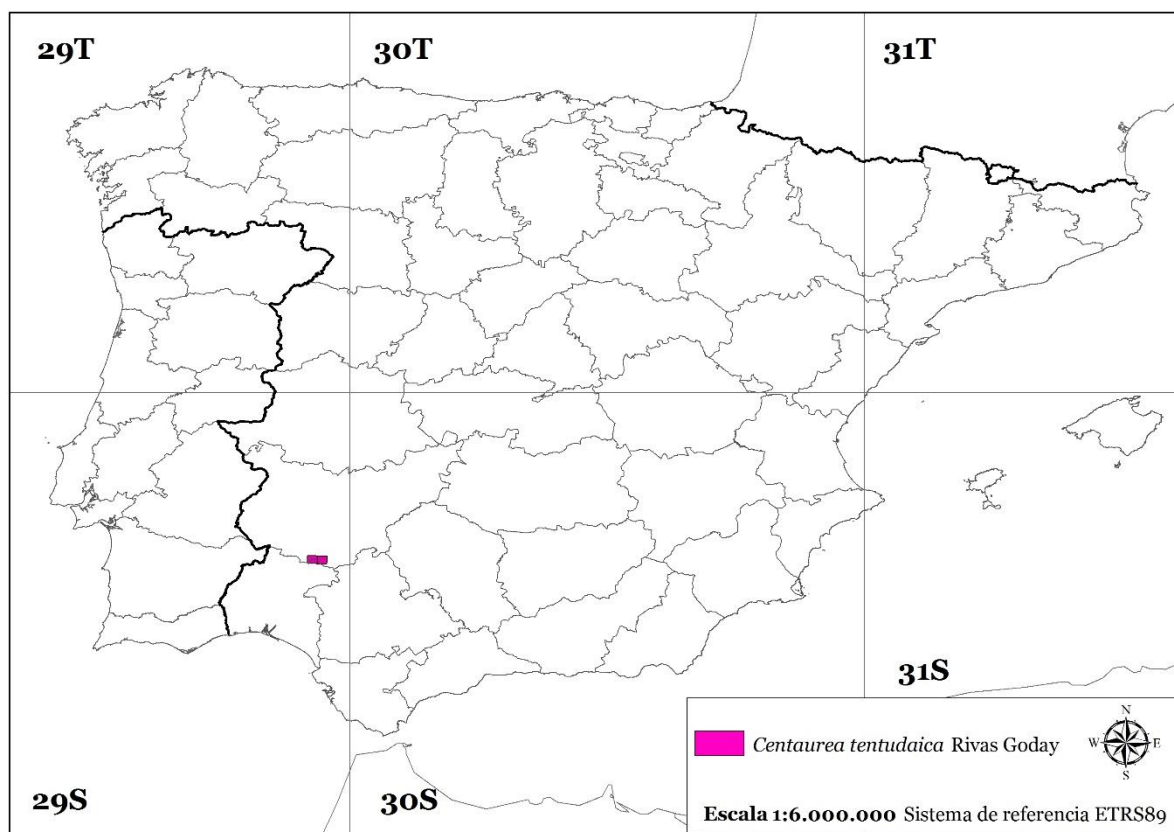 29T
30T
31T
31S
N
W E
S
Centaurea tentudaica Rivas Goday
29S
30S
Escala 1:6.000.000 Sistema de referencia ETRS89